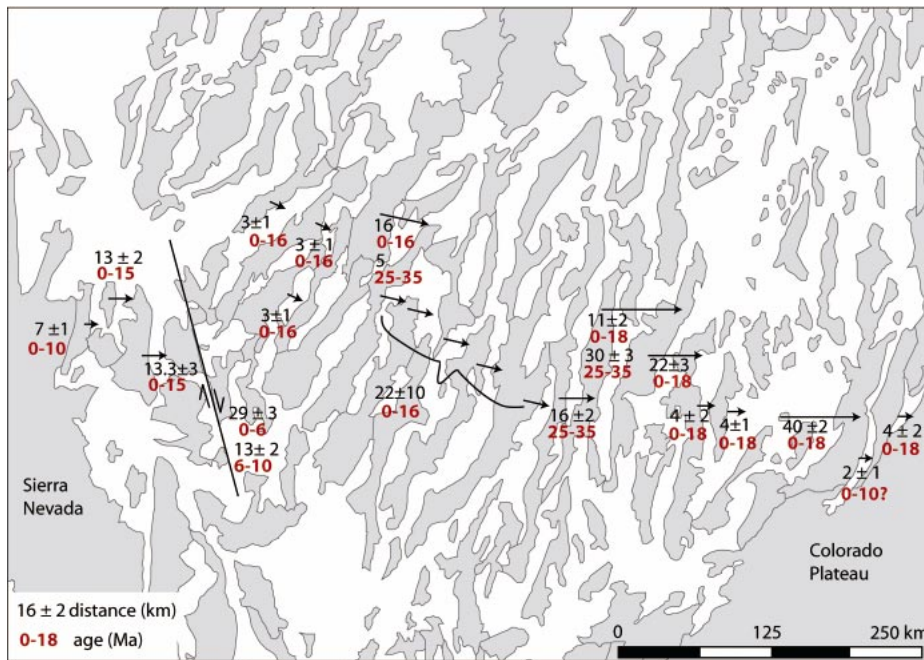 3±1
0-16
3 ± 1
0-16
16
0-16
5
25-35
13 ± 2
0-15
3±1
0-16
7 ±1
0-10
13.3±3
0-15
11±2
0-18
30 ± 3
25-35
22±3
0-18
29 ± 3
0-6
13± 2
6-10
22±10
0-16
16 ±2
25-35
4 ± 2
0-18
4±1
0-18
40 ±2
0-18
4 ± 2
0-18
2 ± 1
0-10?
Sierra
Nevada
Colorado
Plateau
16 ± 2 distance (km)
0-18 age (Ma)
0 125 250 km